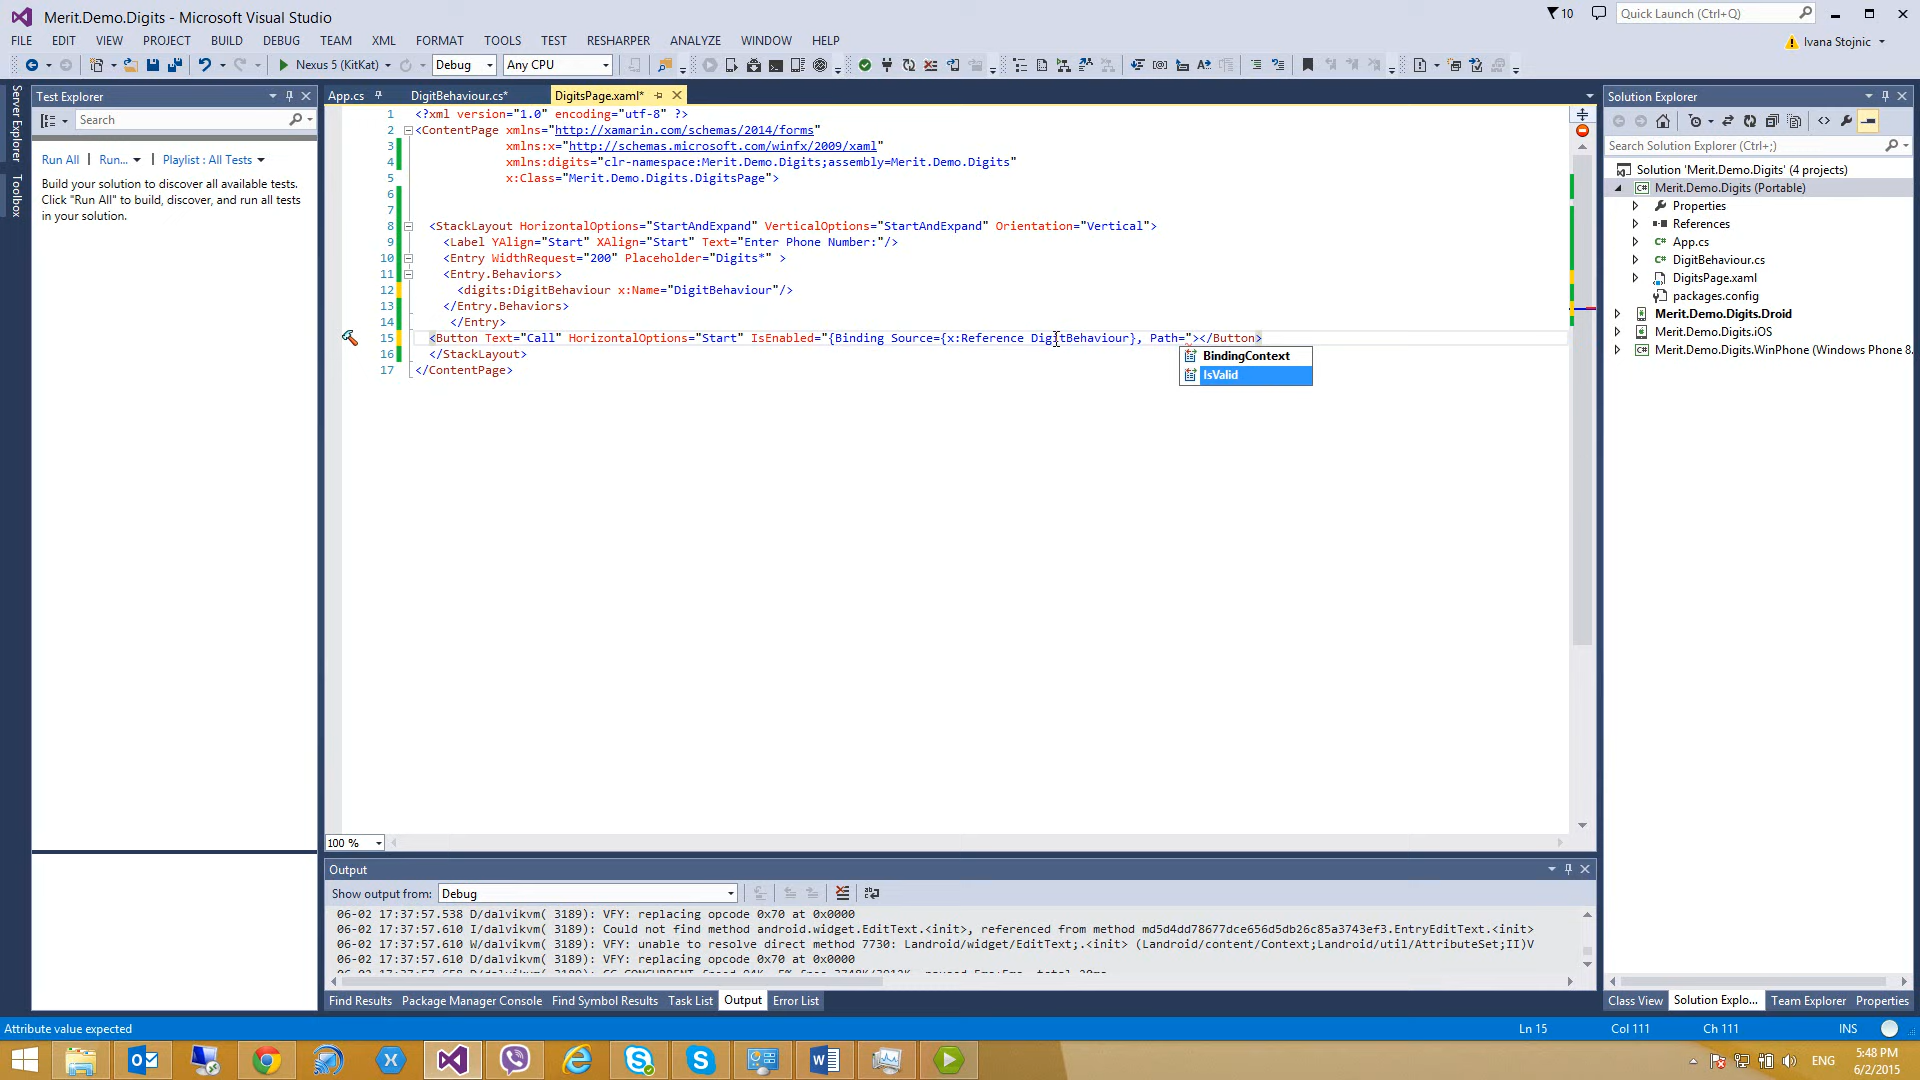 Merit.Demo.Digits - Microsoft Visual Studio
10
Quick Launch (Ctrl+Q)
FILE EDIT VIEW PROJECT BUILD DEBUG TEAM XML FORMAT TOOLS TEST RESHARPER ANALYZE WINDOW HELP
Ivana Stojnic
Nexus 5 (KitKat) Debug Any CPU
Server Explorer
Toolbox
Test Explorer
Search
Run All Run... Playlist : All Tests
Build your solution to discover all available tests.
Click "Run All" to build, discover, and run all tests
in your solution.
App.cs DigitBehaviour.cs* DigitsPage.xaml*
1 <?xml version="1.0" encoding="utf-8" ?>
2 <ContentPage xmlns="http://xamarin.com/schemas/2014/forms"
3 xmlns:x="http://schemas.microsoft.com/winfx/2009/xaml"
4 xmlns:digits="clr-namespace:Merit.Demo.Digits;assembly=Merit.Demo.Digits"
5 x:Class="Merit.Demo.Digits.DigitsPage">
6
7
8 <StackLayout HorizontalOptions="StartAndExpand" VerticalOptions="StartAndExpand" Orientation="Vertical">
9 <Label YAlign="Start" XAlign="Start" Text="Enter Phone Number:"/>
10 <Entry WidthRequest="200" Placeholder="Digits*" >
11 <Entry.Behaviors>
12 <digits:DigitBehaviour x:Name="DigitBehaviour"/>
13 </Entry.Behaviors>
14 </Entry>
15 <Button Text="Call" HorizontalOptions="Start" IsEnabled="{Binding Source={x:Reference DigitBehaviour}, Path="></Button>
16 </StackLayout>
17 </ContentPage>
BindingContext
IsValid
100 %
Solution Explorer
Search Solution Explorer (Ctrl+;)
Solution 'Merit.Demo.Digits' (4 projects)
Merit.Demo.Digits (Portable)
Properties
References
App.cs
DigitBehaviour.cs
DigitsPage.xaml
packages.config
Merit.Demo.Digits.Droid
Merit.Demo.Digits.iOS
Merit.Demo.Digits.WinPhone (Windows Phone 8.
Output
Show output from: Debug
06-02 17:37:57.538 D/dalvikvm( 3189): VFY: replacing opcode 0x70 at 0x0000
06-02 17:37:57.610 I/dalvikvm( 3189): Could not find method android.widget.EditText.<init>, referenced from method md5d4dd78677dce656d5db26c85a3743ef3.EntryEditText.<init>
06-02 17:37:57.610 W/dalvikvm( 3189): VFY: unable to resolve direct method 7730: Landroid/widget/EditText;.<init> (Landroid/content/Context;Landroid/util/AttributeSet;II)V
06-02 17:37:57.610 D/dalvikvm( 3189): VFY: replacing opcode 0x70 at 0x0000
Find Results Package Manager Console Find Symbol Results Task List Output Error List
Class View Solution Explo... Team Explorer Properties
Attribute value expected Ln 15 Col 111 Ch 111 INS
ENG
5:48 PM
6/2/2015